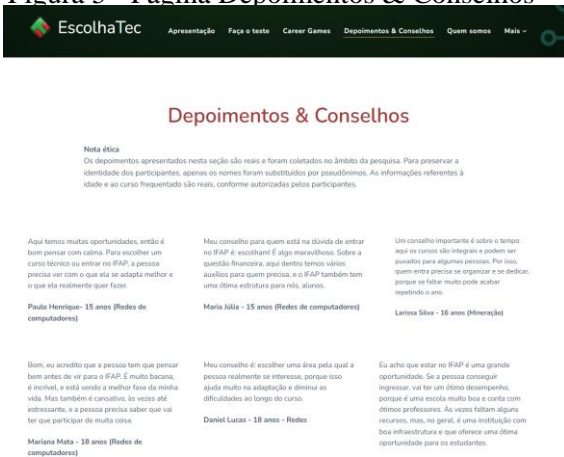 Figura 5 - Página Depoimentos & Conselhos
EscolhaTec
Apresentação Faça o teste Career Games Depoimentos & Conselhos Quem somos Mais
Depoimentos & Conselhos
Nota ética
Os depoimentos apresentados nesta seção são reais e foram coletados no âmbito da pesquisa. Para preservar a
identidade dos participantes, apenas os nomes foram substituídos por pseudônimos. As informações referentes à
idade e ao curso frequentado são reais, conforme autorizadas pelos participantes.
Aqui temos muitas oportunidades, então é
bom pensar com calma. Para escolher um
curso técnico ou entrar no IFAP, a pessoa
precisa ver com o que ela se adapta melhor e
o que ela realmente quer fazer.
Paulo Henrique- 15 anos (Redes de
computadores)
Meu conselho para quem está na dúvida de entrar
no IFAP é: escolham! É algo maravilhoso. Sobre a
questão financeira, aqui dentro temos vários
auxílios para quem precisa, e o IFAP também tem
uma ótima estrutura para nós, alunos.
Maria Júlia - 15 anos (Redes de computadores)
Um conselho importante é sobre o tempo:
aqui os cursos são integrais e podem ser
puxados para algumas pessoas. Por isso,
quem entra precisa se organizar e se dedicar,
porque se faltar muito pode acabar
repetindo o ano.
Larissa Silva - 16 anos (Mineração)
Bom, eu acredito que a pessoa tem que pensar
bem antes de vir para o IFAP. É muito bacana,
é incrível, e está sendo a melhor fase da minha
vida. Mas também é cansativo, às vezes até
estressante, e a pessoa precisa saber que vai
ter que participar de muita coisa.
Mariana Mata - 18 anos (Redes de
computadores)
Meu conselho é: escolher uma área pela qual a
pessoa realmente se interesse, porque isso
ajuda muito na adaptação e diminui as
dificuldades ao longo do curso.
Daniel Lucas - 18 anos - Redes
Eu acho que estar no IFAP é uma grande
oportunidade. Se a pessoa conseguir
ingressar, vai ter um ótimo desempenho,
porque é uma escola muito boa e conta com
ótimos professores. Às vezes faltam alguns
recursos, mas, no geral, é uma instituição com
boa infraestrutura e que oferece uma ótima
oportunidade para os estudantes.